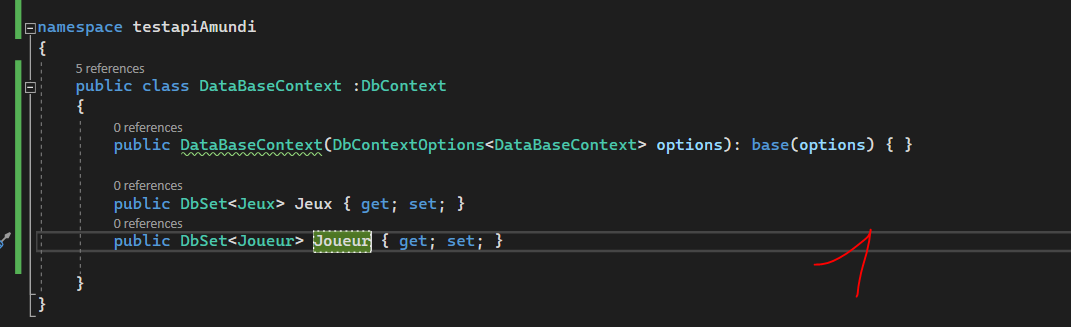 namespace testapiAmundi
{
5 references
public class DataBaseContext :DbContext
{
0 references
public DataBaseContext(DbContextOptions<DataBaseContext> options): base(options) { }
0 references
public DbSet<Jeux> Jeux { get; set; }
0 references
public DbSet<Joueur> Joueur { get; set; }
}
}
1